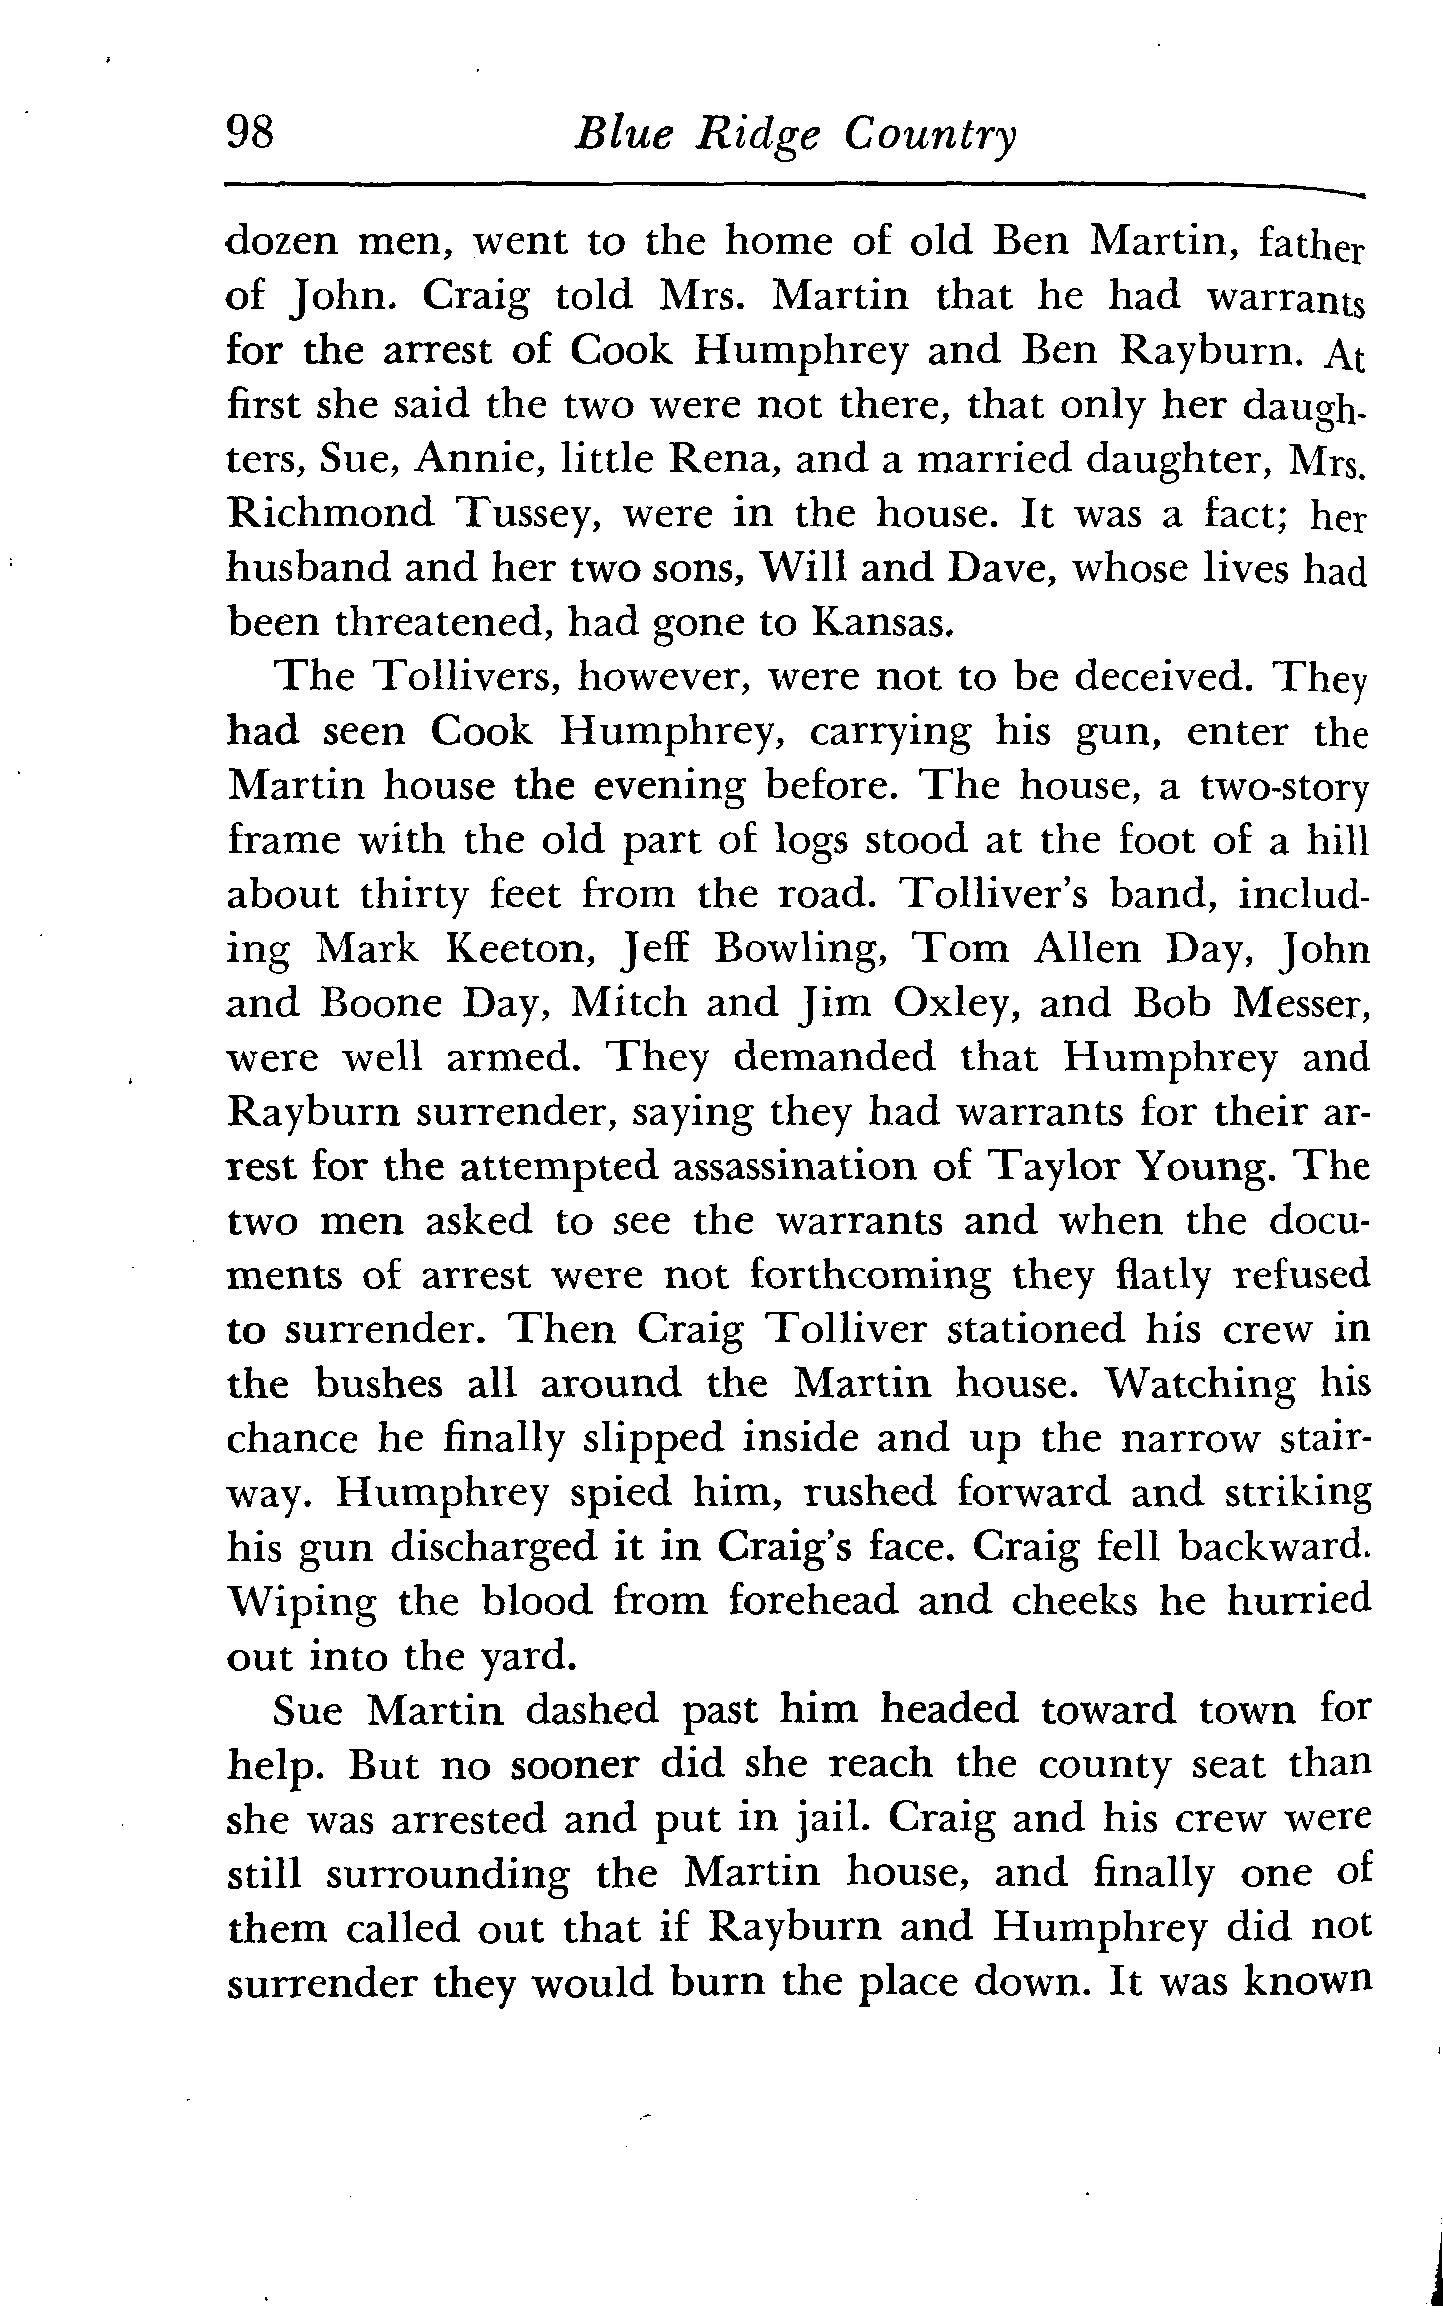 98 Blue Ridge Country
dozen men, went to the home of old Ben Martin, father
of John. Craig told Mrs. Martin that he had warrants
for the arrest of Cook Humphrey and Ben Rayburn. At
first she said the two were not there, that only her daugh-
ters, Sue, Annie, little Rena, and a married daughter, Mrs.
Richmond Tussey, were in the house. It was a fact; her
husband and her two sons, Will and Dave, whose lives had
been threatened, had gone to Kansas.
The Tollivers, however, were not to be deceived. They
had seen Cook Humphrey, carrying his gun, enter the
Martin house the evening before. The house, a two-story
frame with the old part of logs stood at the foot of a hill
about thirty feet from the road. Tolliver's band, includ-
ing Mark Keeton, Jeff Bowling, Tom Allen Day, John
and Boone Day, Mitch and Jim Oxley, and Bob Messer,
were well armed. They demanded that Humphrey and
Rayburn surrender, saying they had warrants for their ar-
rest for the attempted assassination of Taylor Young. The
two men asked to see the warrants and when the docu-
ments of arrest were not forthcoming they flatly refused
to surrender. Then Craig Tolliver stationed his crew in
the bushes all around the Martin house. Watching his
chance he finally slipped inside and up the narrow stair-
way. Humphrey spied him, rushed forward and striking
his gun discharged it in Craig's face. Craig fell backward.
Wiping the blood from forehead and cheeks he hurried
out into the yard.
Sue Martin dashed past him headed toward town for
help. But no sooner did she reach the county seat than
she was arrested and put in jail. Craig and his crew were
still surrounding the Martin house, and finally one of
them called out that if Rayburn and Humphrey did not
surrender they would burn the place down. It was known